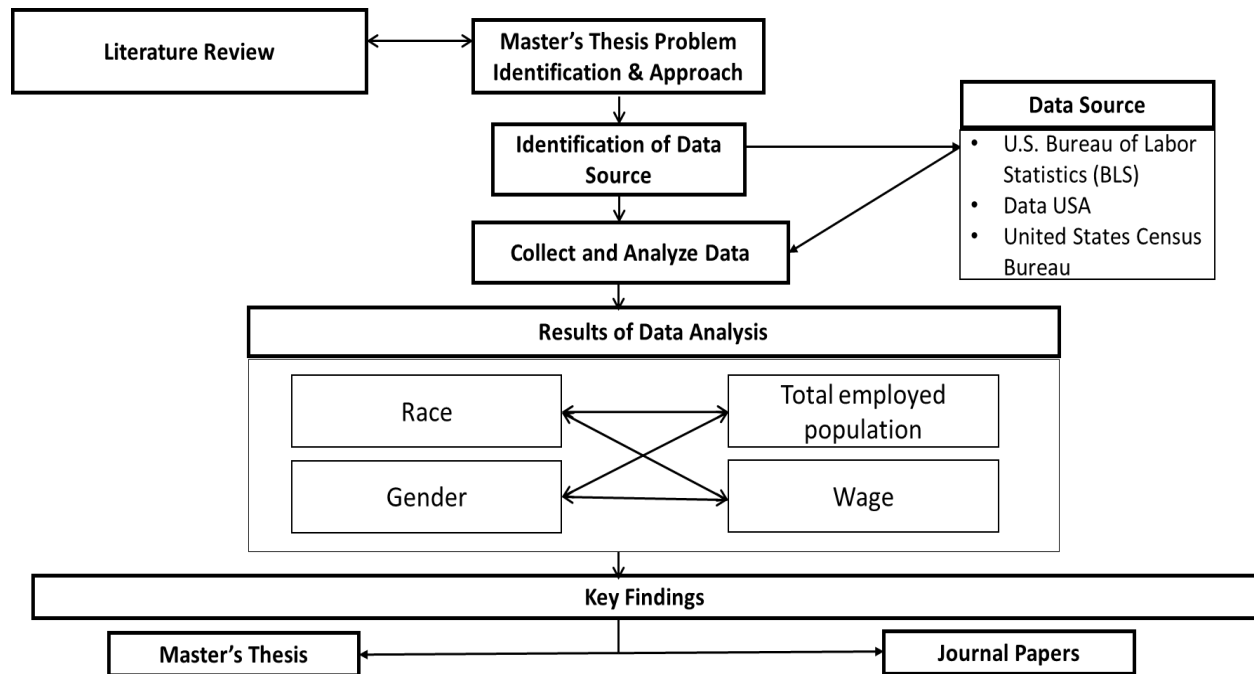 Literature Review
Master’s Thesis Problem
Identification & Approach
Identification of Data
Source
Data Source
• U.S. Bureau of Labor
Statistics (BLS)
• Data USA
• United States Census
Bureau
Collect and Analyze Data
Results of Data Analysis
Race
Total employed
population
Gender
Wage
Key Findings
Master’s Thesis
Journal Papers